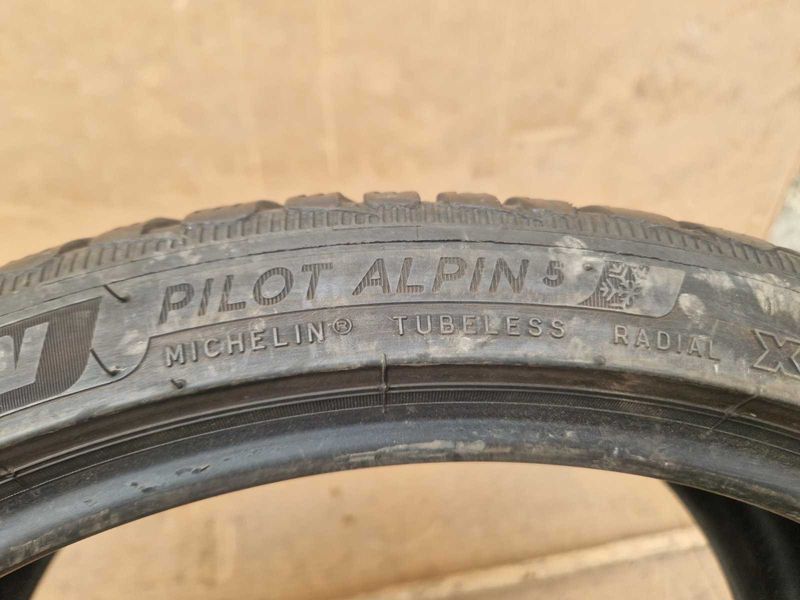 PILOT ALPIN 5
MICHELIN® TUBELESS RADIAL X